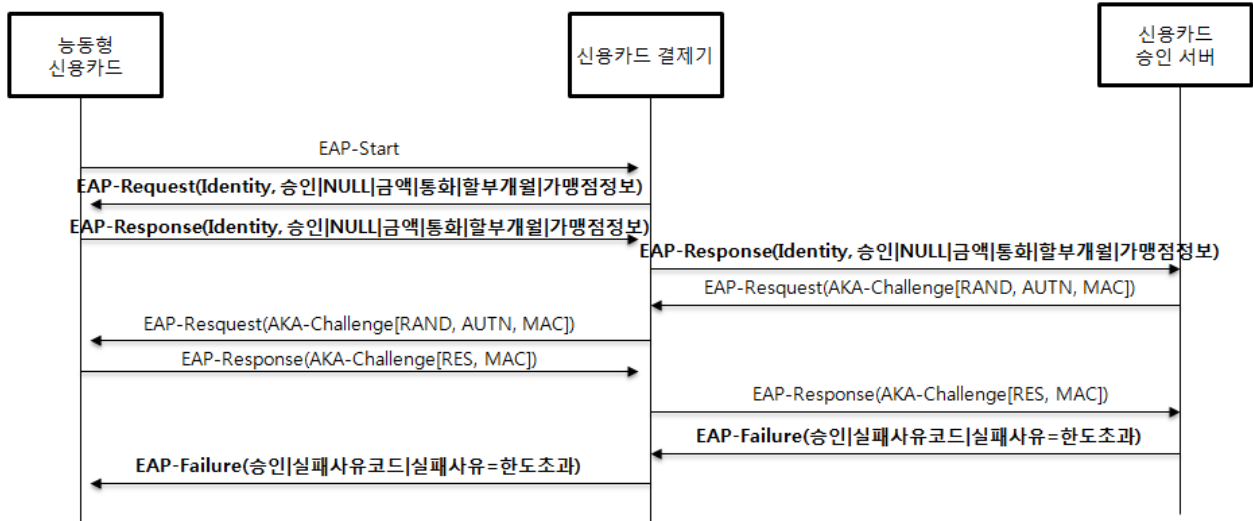 능동형
신용카드
신용카드 결제기
신용카드
승인 서버
EAP-Start
EAP-Request(Identity, 승인|NULL|금액|통화|할부개월|가맹점정보)
EAP-Response(Identity, 승인|NULL|금액|통화|할부개월|가맹점정보)
EAP-Response(Identity, 승인|NULL|금액|통화|할부개월|가맹점정보)
EAP-Resquest(AKA-Challenge[RAND, AUTN, MAC])
EAP-Resquest(AKA-Challenge[RAND, AUTN, MAC])
EAP-Response(AKA-Challenge[RES, MAC])
EAP-Response(AKA-Challenge[RES, MAC])
EAP-Failure(승인|실패사유코드|실패사유=한도초과)
EAP-Failure(승인|실패사유코드|실패사유=한도초과)